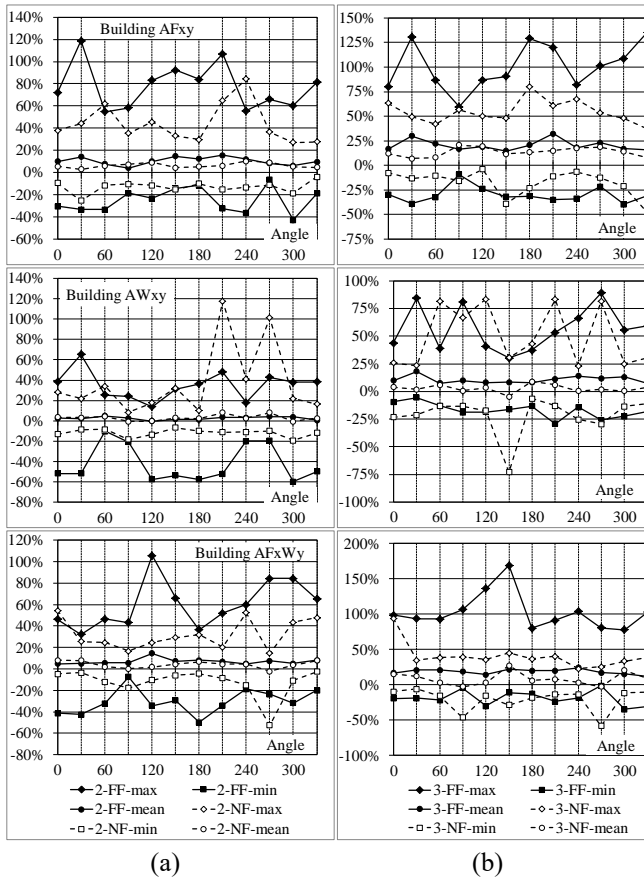 140%
120%
100%
80%
60%
40%
20%
0%
-20%
-40%
-60%
Building AFxy
Angle
0 60 120 180 240 300
150%
125%
100%
75%
50%
25%
0%
-25%
-50%
-75%
Angle
0 60 120 180 240 300
140%
120%
100%
80%
60%
40%
20%
0%
-20%
-40%
-60%
-80%
Building AWxy
Angle
0 60 120 180 240 300
100%
75%
50%
25%
0%
-25%
-50%
-75%
-100%
Angle
0 60 120 180 240 300
120%
100%
80%
60%
40%
20%
0%
-20%
-40%
-60%
-80%
Building AFxWy
Angle
0 60 120 180 240 300
2-FF-max 2-FF-min
2-FF-mean 2-NF-max
2-NF-min 2-NF-mean
200%
150%
100%
50%
0%
-50%
-100%
Angle
0 60 120 180 240 300
3-FF-max 3-FF-min
3-FF-mean 3-NF-max
3-NF-min 3-NF-mean
(a) (b)